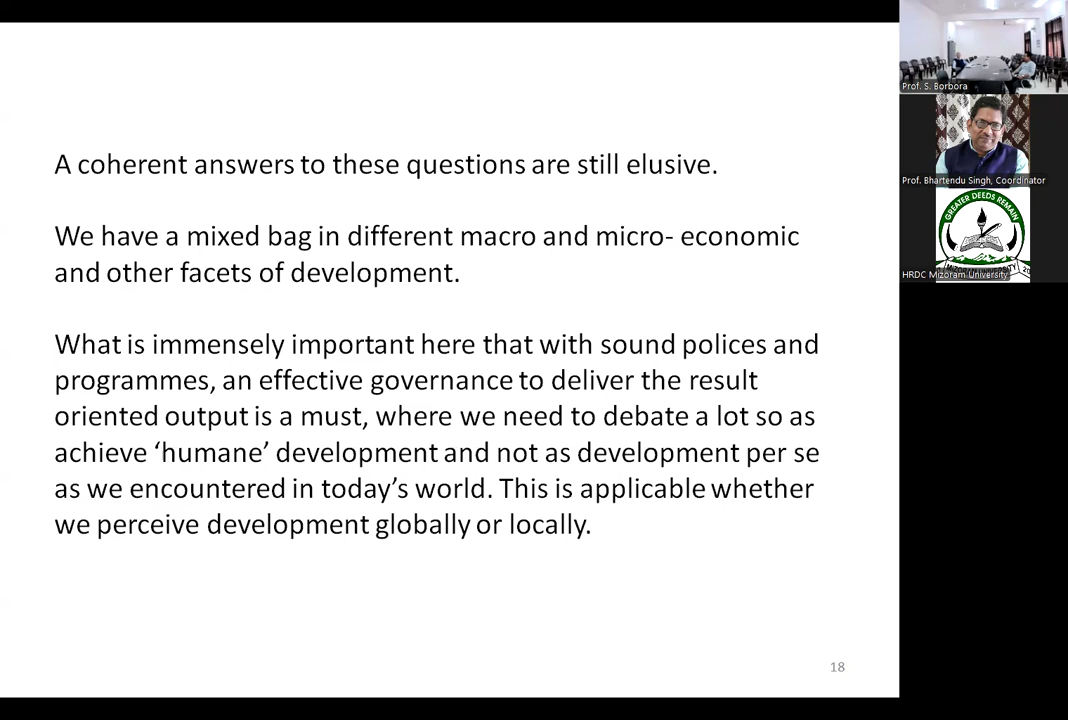 A coherent answers to these questions are still elusive.
We have a mixed bag in different macro and micro- economic
and other facets of development.
What is immensely important here that with sound polices and
programmes, an effective governance to deliver the result
oriented output is a must, where we need to debate a lot so as
achieve ‘humane’ development and not as development per se
as we encountered in today’s world. This is applicable whether
we perceive development globally or locally.
18
Prof. S. Borbora
Prof. Bhartendu Singh, Coordinator
GREATER DEEDS REMAIN
MIZORAM UNIVERSITY
HRDC Mizoram University